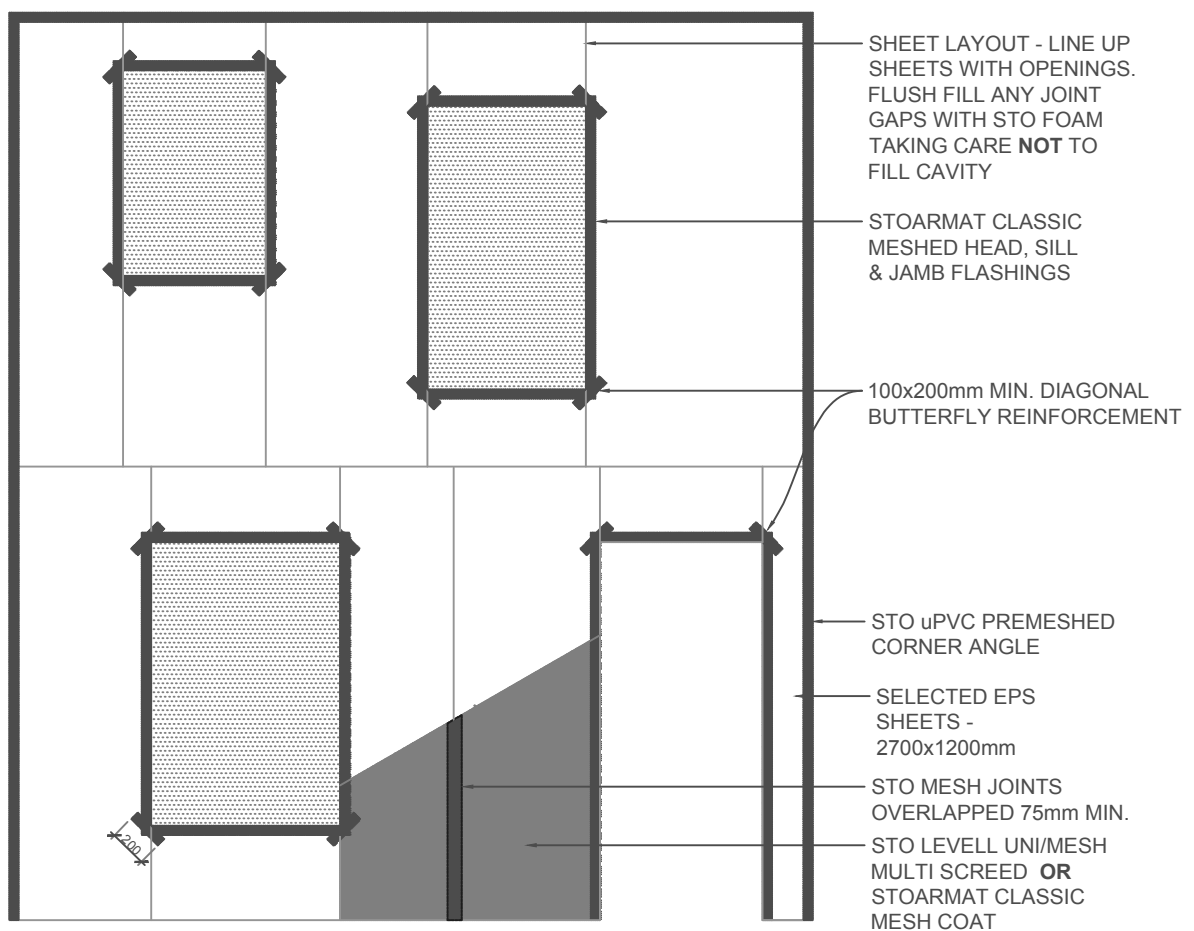 SHEET LAYOUT - LINE UP
SHEETS WITH OPENINGS.
FLUSH FILL ANY JOINT
GAPS WITH STO FOAM
TAKING CARE NOT TO
FILL CAVITY
STOARMAT CLASSIC
MESHED HEAD, SILL
& JAMB FLASHINGS
100x200mm MIN. DIAGONAL
BUTTERFLY REINFORCEMENT
STO uPVC PREMESHED
CORNER ANGLE
SELECTED EPS
SHEETS -
2700x1200mm
STO MESH JOINTS
OVERLAPPED 75mm MIN.
STO LEVELL UNI/MESH
MULTI SCREED OR
STOARMAT CLASSIC
MESH COAT
200